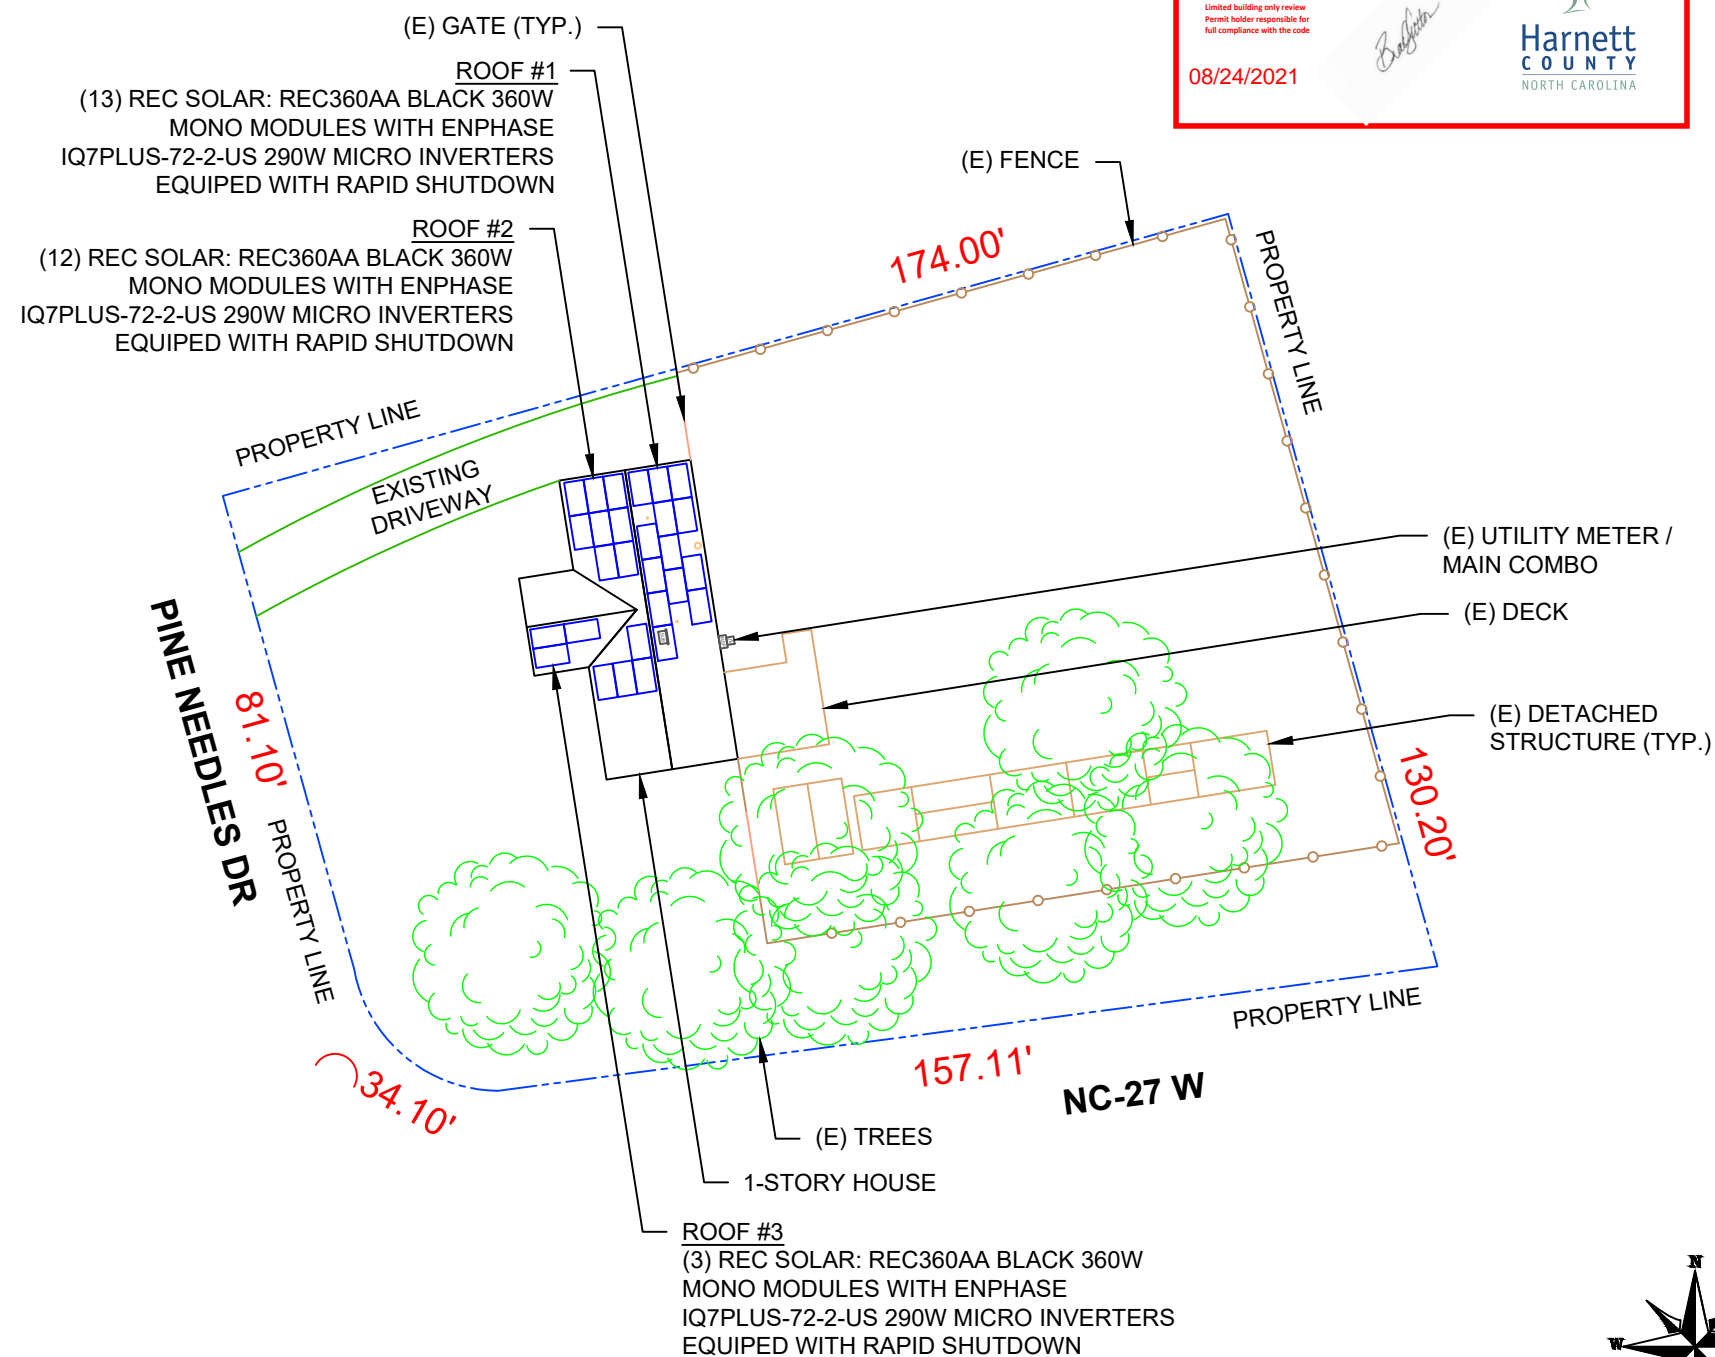 Limited building only review
Permit holder responsible for
full compliance with the code
08/24/2021
Harnett
COUNTY
NORTH CAROLINA
(E) GATE (TYP.)
ROOF #1
(13) REC SOLAR: REC360AA BLACK 360W
MONO MODULES WITH ENPHASE
IQ7PLUS-72-2-US 290W MICRO INVERTERS
EQUIPED WITH RAPID SHUTDOWN
ROOF #2
(12) REC SOLAR: REC360AA BLACK 360W
MONO MODULES WITH ENPHASE
IQ7PLUS-72-2-US 290W MICRO INVERTERS
EQUIPED WITH RAPID SHUTDOWN
(E) FENCE
174.00'
PROPERTY LINE
PROPERTY LINE
EXISTING
DRIVEWAY
(E) UTILITY METER /
MAIN COMBO
(E) DECK
(E) DETACHED
STRUCTURE (TYP.)
PINE NEEDLES DR
81.10'
PROPERTY LINE
130.20'
34.10'
157.11'
PROPERTY LINE
NC-27 W
(E) TREES
1-STORY HOUSE
ROOF #3
(3) REC SOLAR: REC360AA BLACK 360W
MONO MODULES WITH ENPHASE
IQ7PLUS-72-2-US 290W MICRO INVERTERS
EQUIPED WITH RAPID SHUTDOWN
N
W